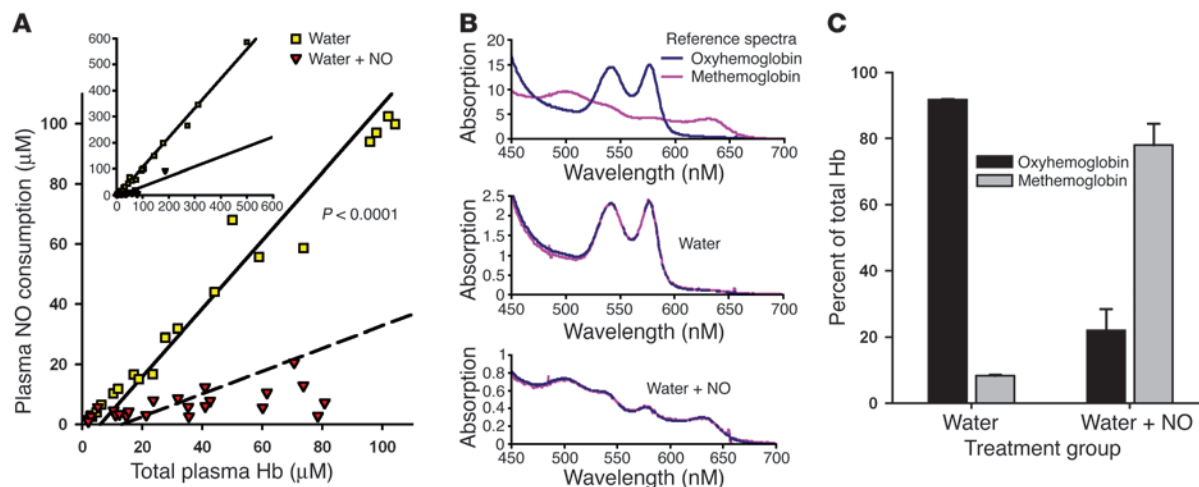 A
600
500
400
300
200
100
0
0 100 200 300 400 500 600
Water
Water + NO
P < 0.0001
Plasma NO consumption (μM)
100
80
60
40
20
0
0 20 40 60 80 100
Total plasma Hb (μM)
B
Reference spectra
Oxyhemoglobin
Methemoglobin
Absorption
20
15
10
5
0
450 500 550 600 650 700
Wavelength (nM)
Water
Absorption
2.5
2
1.5
1
0.5
0
450 500 550 600 650 700
Wavelength (nM)
Water + NO
Absorption
1
0.8
0.6
0.4
0.2
0
450 500 550 600 650 700
Wavelength (nM)
C
Percent of total Hb
100
80
60
40
20
0
Oxyhemoglobin
Methemoglobin
Water Water + NO
Treatment group